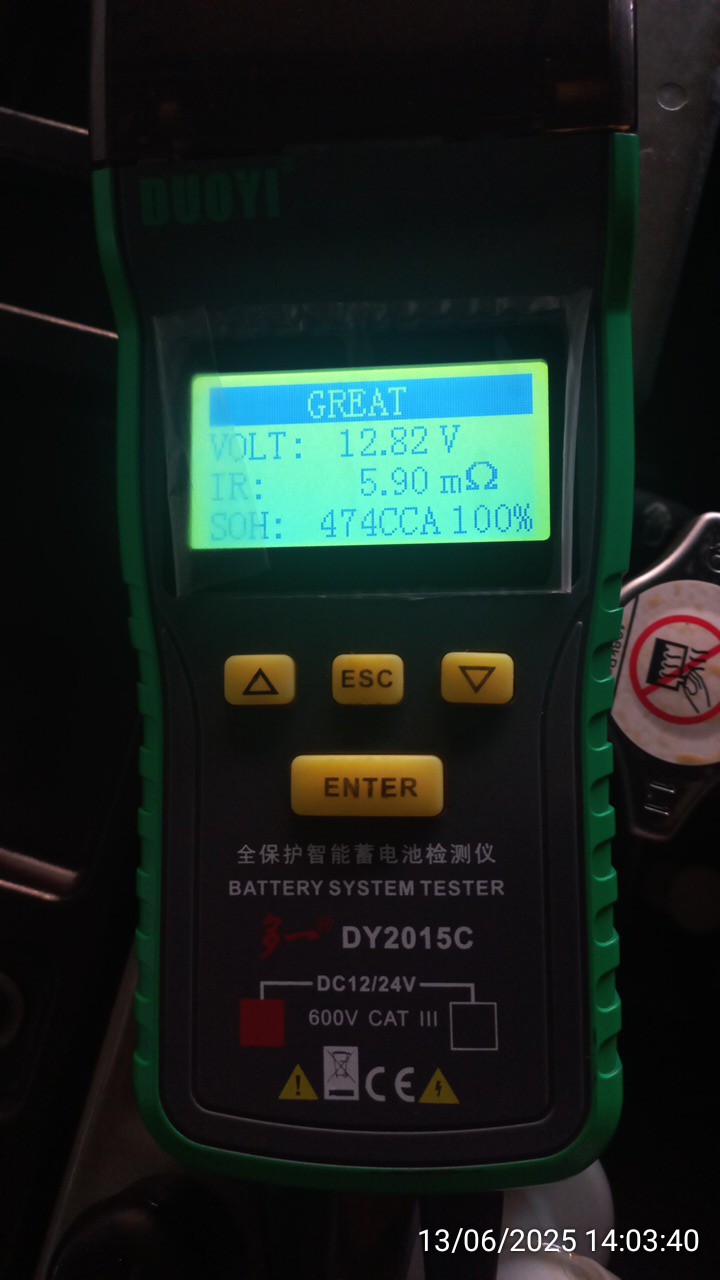 DUOYI
GREAT
VOLT: 12.82 V
IR: 5.90 mΩ
SOH: 474CCA 100%
ESC
ENTER
全保护智能蓄电池检测仪
BATTERY SYSTEM TESTER
多一® DY2015C
DC12/24V
600V CAT III
CE
13/06/2025 14:03:40